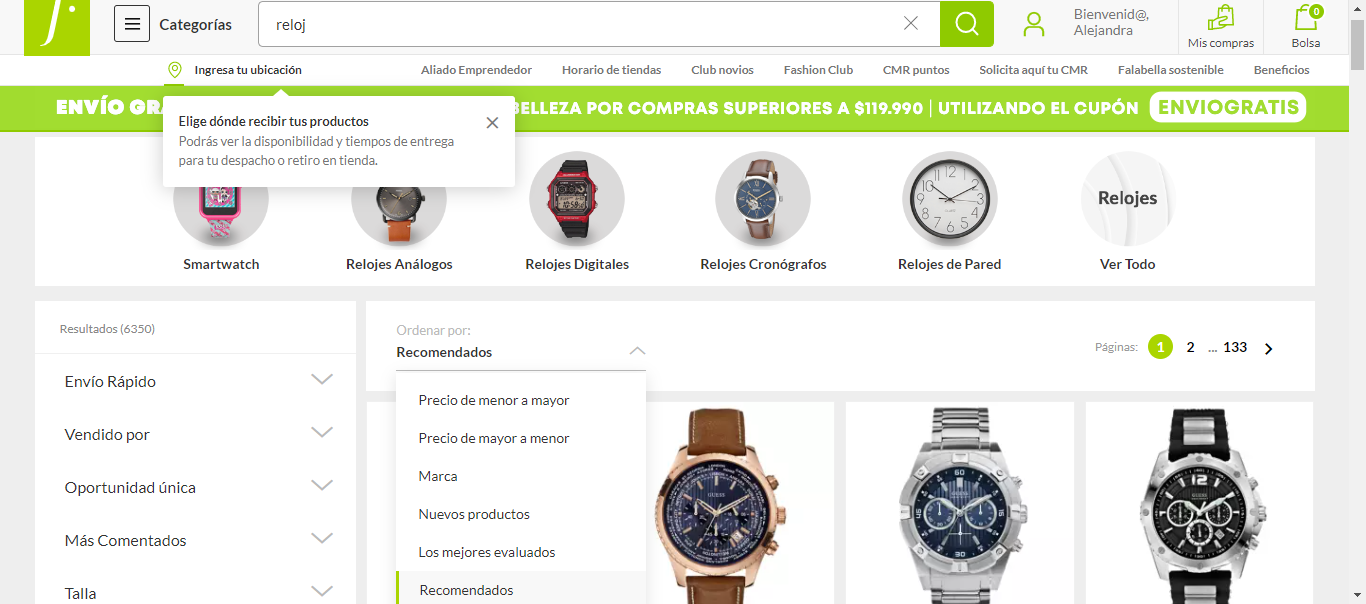 f.
Categorías
reloj
Bienvenid@,
Alejandra
Mis compras
0
Bolsa
Ingresa tu ubicación
Aliado Emprendedor
Horario de tiendas
Club novios
Fashion Club
CMR puntos
Solicita aquí tu CMR
Falabella sostenible
Beneficios
ENVÍO GRA
BELLEZA POR COMPRAS SUPERIORES A $119.990 | UTILIZANDO EL CUPÓN ENVIOGRATIS
Elige dónde recibir tus productos
Podrás ver la disponibilidad y tiempos de entrega
para tu despacho o retiro en tienda.
Relojes
Smartwatch
Relojes Análogos
Relojes Digitales
Relojes Cronógrafos
Relojes de Pared
Ver Todo
Resultados (6350)
Envío Rápido
Vendido por
Oportunidad única
Más Comentados
Talla
Ordenar por:
Recomendados
Precio de menor a mayor
Precio de mayor a menor
Marca
Nuevos productos
Los mejores evaluados
Recomendados
Páginas:
1
2
...
133
GUESS
GUESS
GUESS